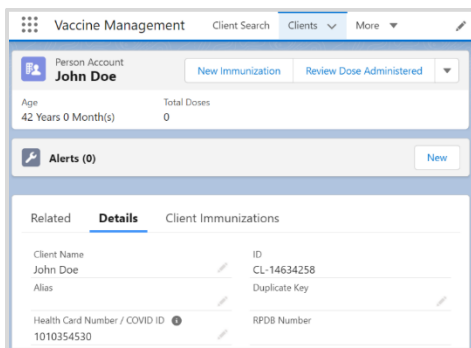 Vaccine Management Client Search Clients More
Person Account
John Doe
New Immunization Review Dose Administered
Age Total Doses
42 Years 0 Month(s) 0
Alerts (0) New
Related Details Client Immunizations
Client Name ID
John Doe CL-14634258
Alias Duplicate Key
Health Card Number / COVID ID RPDB Number
1010354530